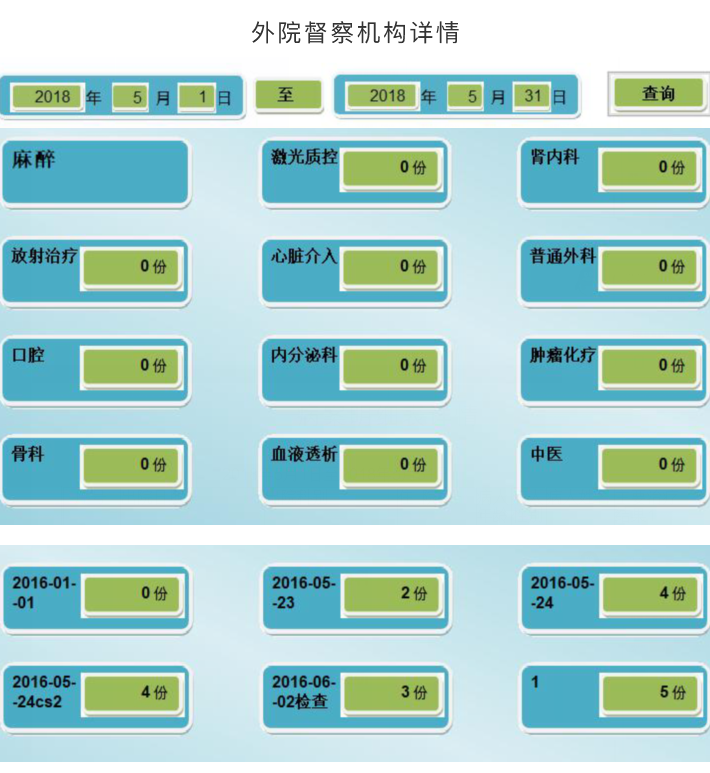 外院督察机构详情
2018 年 5 月 1 日 至 2018 年 5 月 31 日 查询
麻醉 激光质控 0 份 肾内科 0 份
放射治疗 0 份 心脏介入 0 份 普通外科 0 份
口腔 0 份 内分泌科 0 份 肿瘤化疗 0 份
骨科 0 份 血液透析 0 份 中医 0 份
2016-01-
-01 0 份
2016-05-
-23 2 份
2016-05-
-24 4 份
2016-05-
-24cs2 4 份
2016-06-
-02检查 3 份
1 5 份